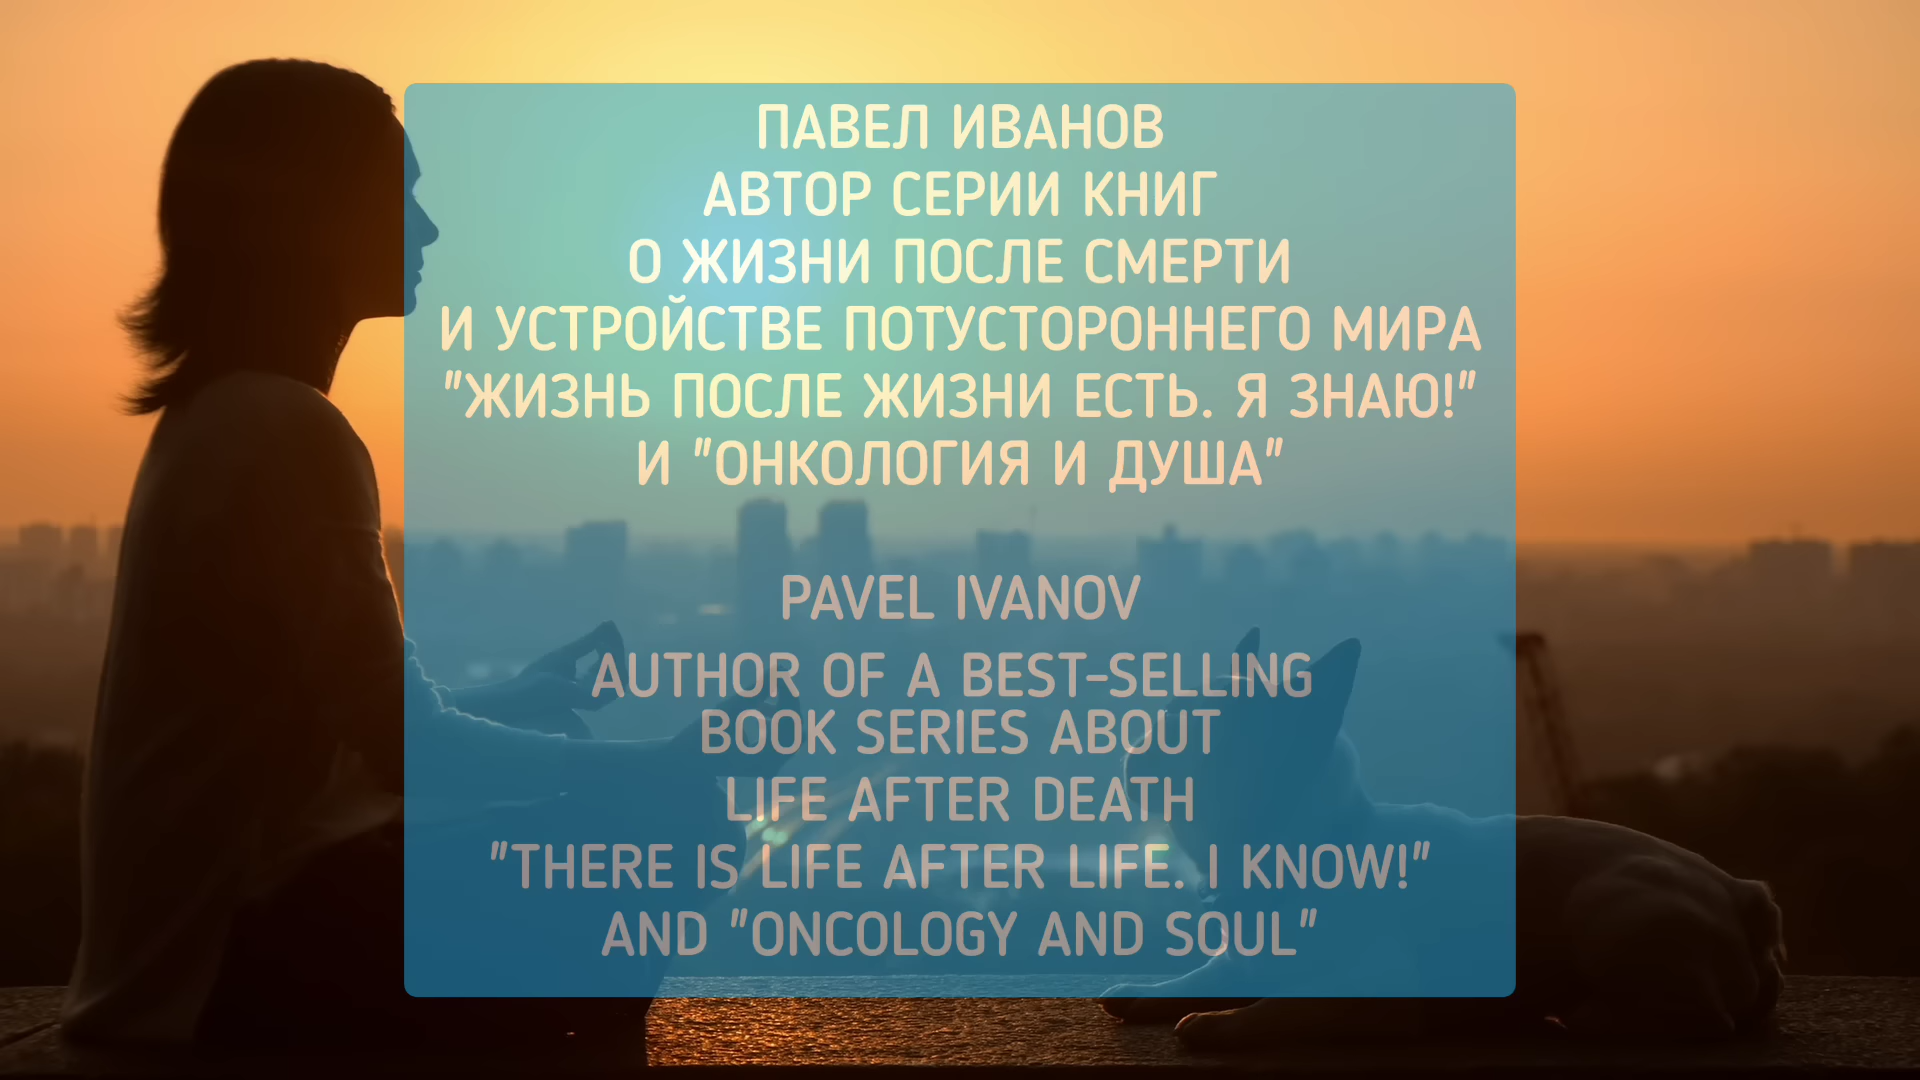 ПАВЕЛ ИВАНОВ
АВТОР СЕРИИ КНИГ
О ЖИЗНИ ПОСЛЕ СМЕРТИ
И УСТРОЙСТВЕ ПОТУСТОРОННЕГО МИРА
"ЖИЗНЬ ПОСЛЕ ЖИЗНИ ЕСТЬ. Я ЗНАЮ!"
И "ОНКОЛОГИЯ И ДУША"
PAVEL IVANOV
AUTHOR OF A BEST-SELLING
BOOK SERIES ABOUT
LIFE AFTER DEATH
"THERE IS LIFE AFTER LIFE. I KNOW!"
AND "ONCOLOGY AND SOUL"